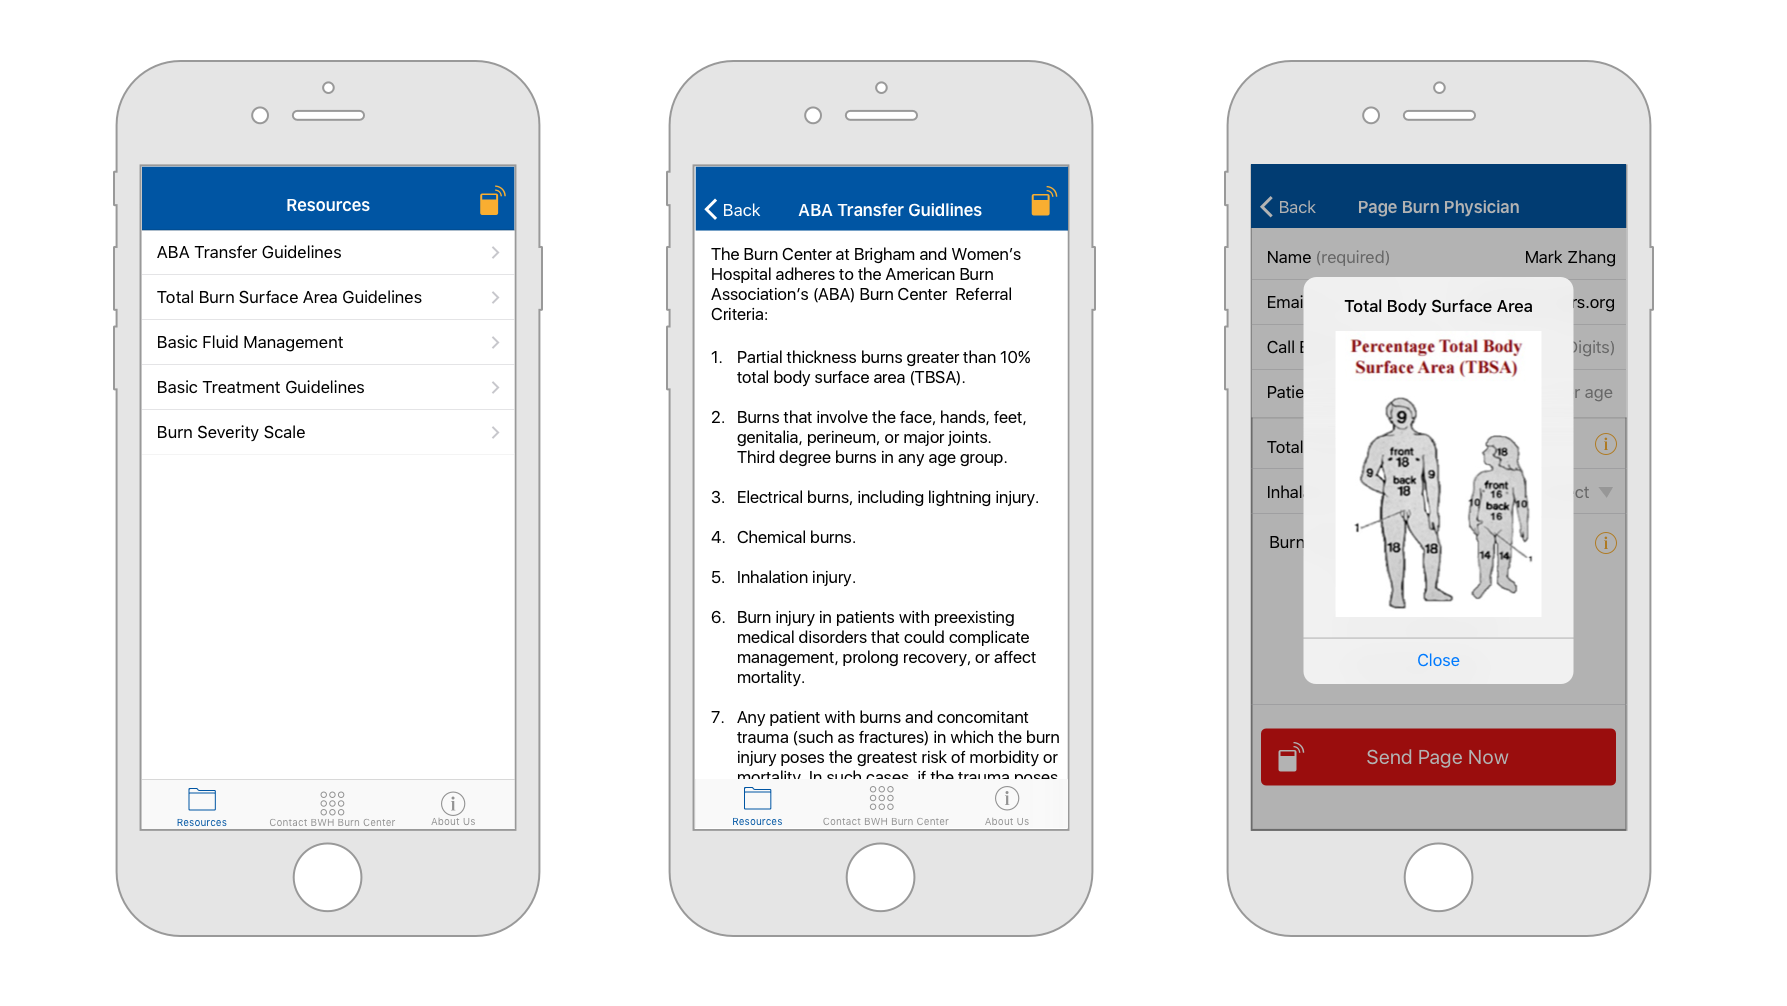 Resources
ABA Transfer Guidelines
Total Burn Surface Area Guidelines
Basic Fluid Management
Basic Treatment Guidelines
Burn Severity Scale
Resources
Contact BWH Burn Center
About Us
Back
ABA Transfer Guidlines
The Burn Center at Brigham and Women's
Hospital adheres to the American Burn
Association's (ABA) Burn Center Referral
Criteria:
1. Partial thickness burns greater than 10%
total body surface area (TBSA).
2. Burns that involve the face, hands, feet,
genitalia, perineum, or major joints.
Third degree burns in any age group.
3. Electrical burns, including lightning injury.
4. Chemical burns.
5. Inhalation injury.
6. Burn injury in patients with preexisting
medical disorders that could complicate
management, prolong recovery, or affect
mortality.
7. Any patient with burns and concomitant
trauma (such as fractures) in which the burn
injury poses the greatest risk of morbidity or
mortality. In such cases, if the trauma poses
Resources
Contact BWH Burn Center
About Us
Back
Page Burn Physician
Name (required) Mark Zhang
Emai rs.org
Call
Patie r age
Total
Inhal ct
Burn
Total Body Surface Area
Percentage Total Body
Surface Area (TBSA)
9
front
18
9 9
back
18
1
18 18
18
front
16
10 10
back
16
14 14
1
Close
Send Page Now